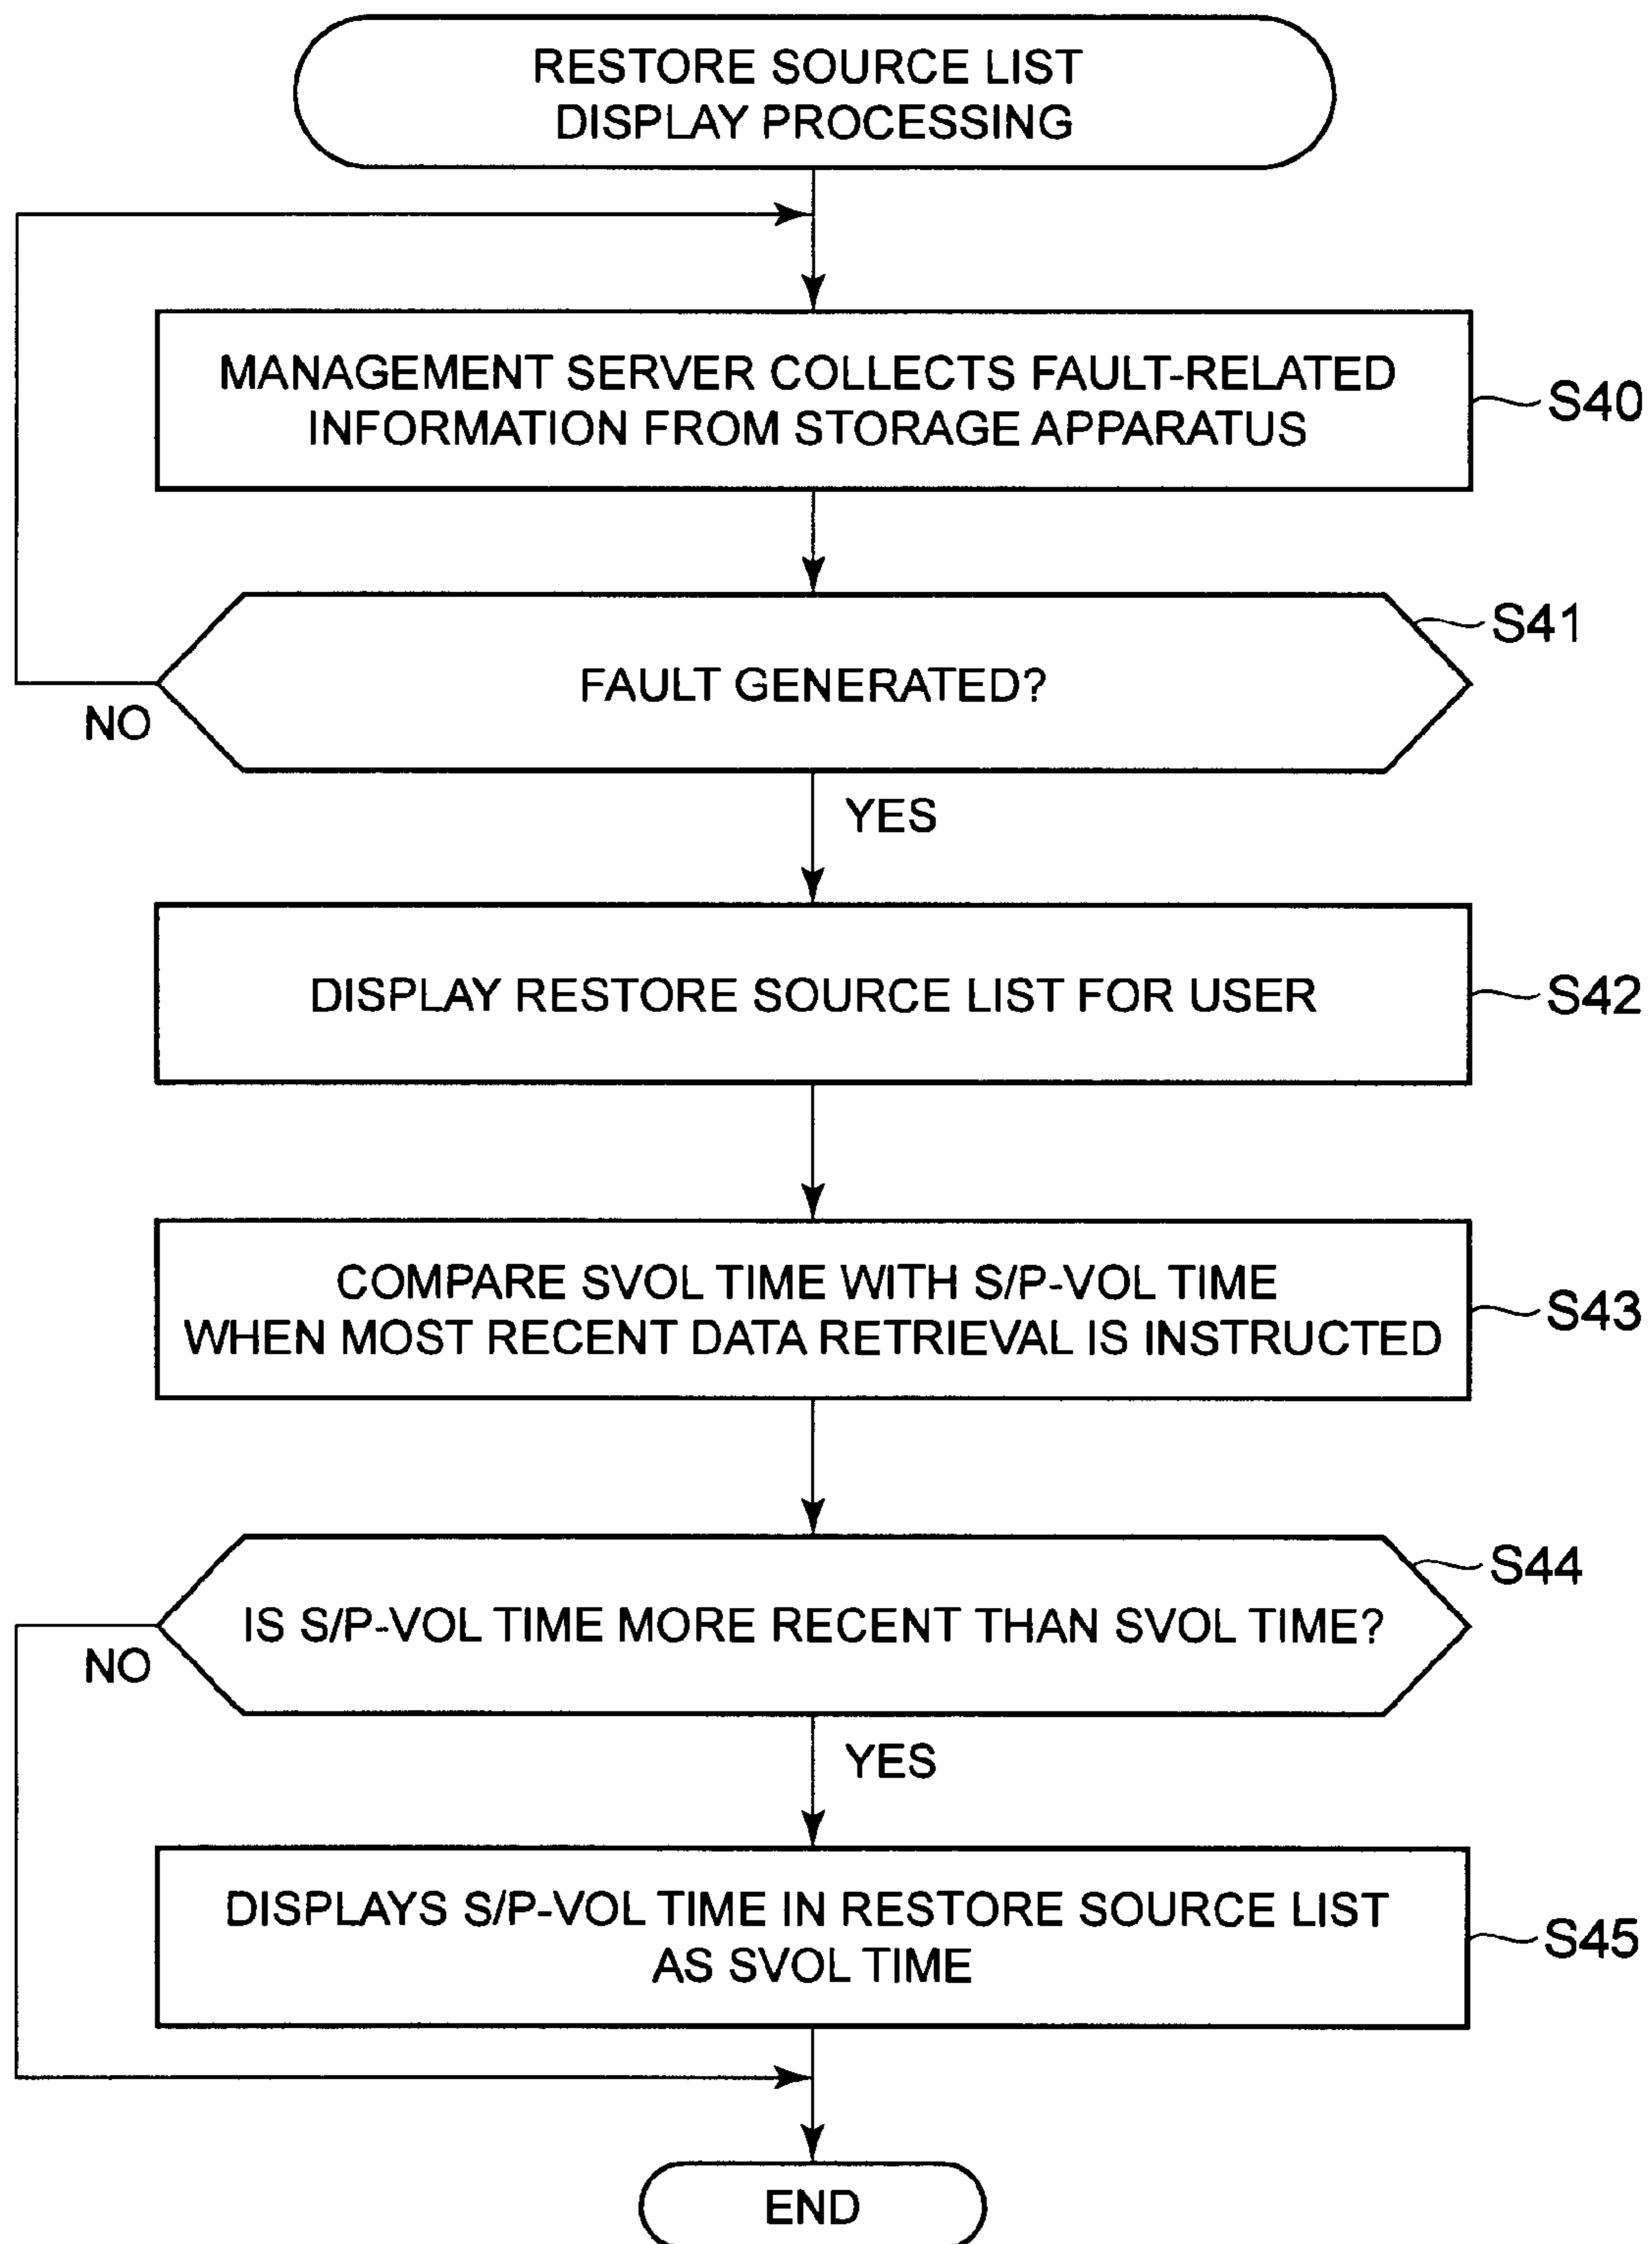 RESTORE SOURCE LIST
DISPLAY PROCESSING
MANAGEMENT SERVER COLLECTS FAULT-RELATED
INFORMATION FROM STORAGE APPARATUS
S40
S41
FAULT GENERATED?
NO
YES
DISPLAY RESTORE SOURCE LIST FOR USER
S42
COMPARE SVOL TIME WITH S/P-VOL TIME
WHEN MOST RECENT DATA RETRIEVAL IS INSTRUCTED
S43
S44
IS S/P-VOL TIME MORE RECENT THAN SVOL TIME?
NO
YES
DISPLAYS S/P-VOL TIME IN RESTORE SOURCE LIST
AS SVOL TIME
S45
END